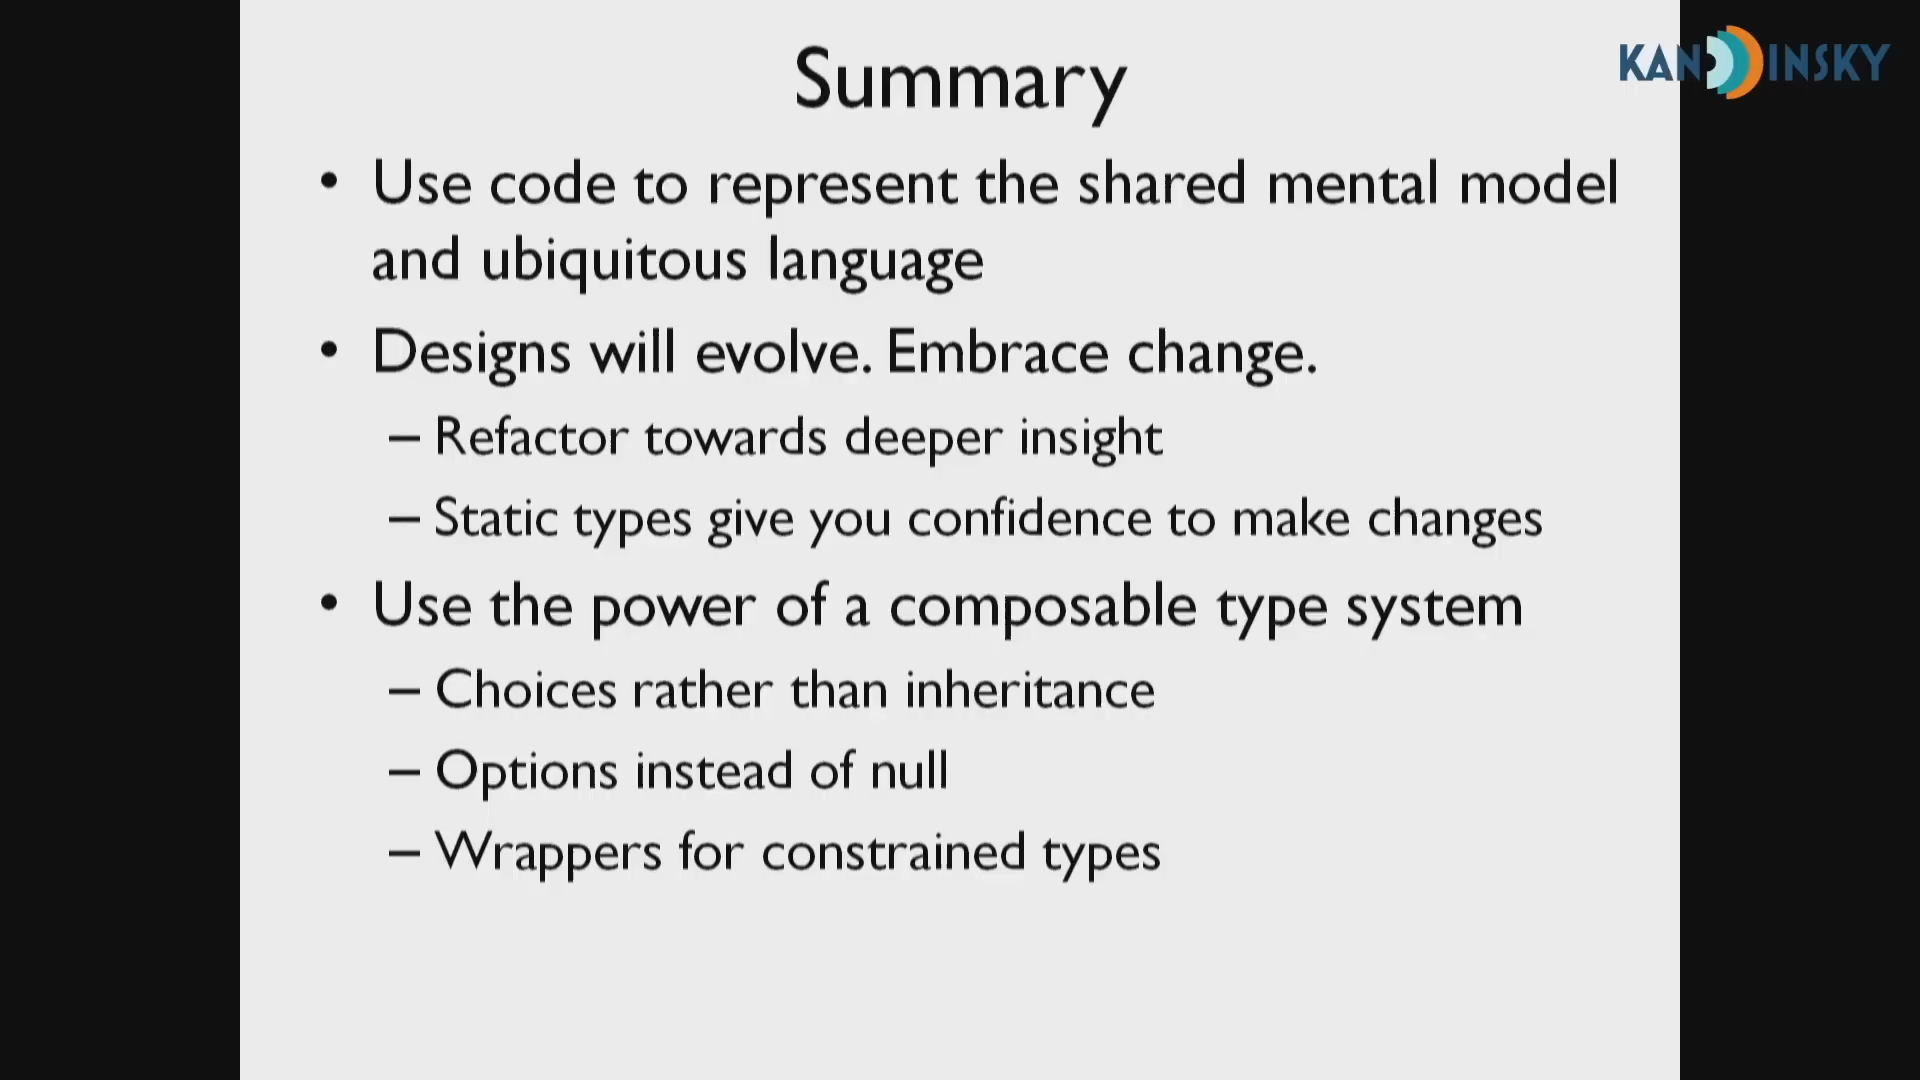 Summary
KANDDINSKY
• Use code to represent the shared mental model
and ubiquitous language
• Designs will evolve. Embrace change.
– Refactor towards deeper insight
– Static types give you confidence to make changes
• Use the power of a composable type system
– Choices rather than inheritance
– Options instead of null
– Wrappers for constrained types